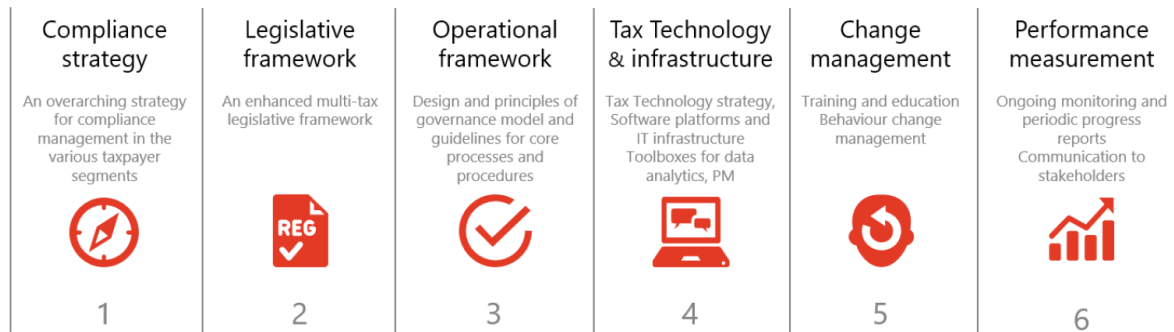 Compliance
strategy
An overarching strategy
for compliance
management in the
various taxpayer
segments
1
Legislative
framework
An enhanced multi-tax
legislative framework
REG
2
Operational
framework
Design and principles of
governance model and
guidelines for core
processes and
procedures
3
Tax Technology
& infrastructure
Tax Technology strategy,
Software platforms and
IT infrastructure
Toolboxes for data
analytics, PM
4
Change
management
Training and education
Behaviour change
management
5
Performance
measurement
Ongoing monitoring and
periodic progress
reports
Communication to
stakeholders
6